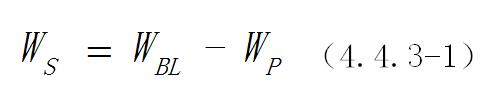 W_S = W_BL - W_P (4.4.3-1)